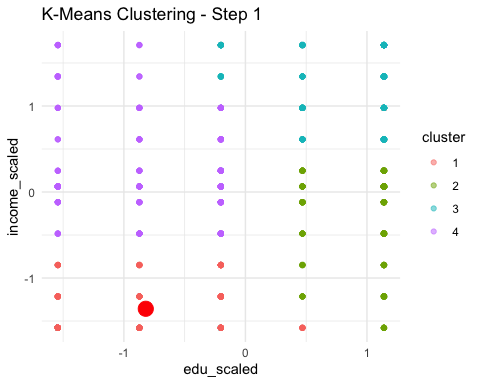 K-Means Clustering - Step 1
income_scaled
1
0
-1
-1
0
1
edu_scaled
cluster
1
2
3
4